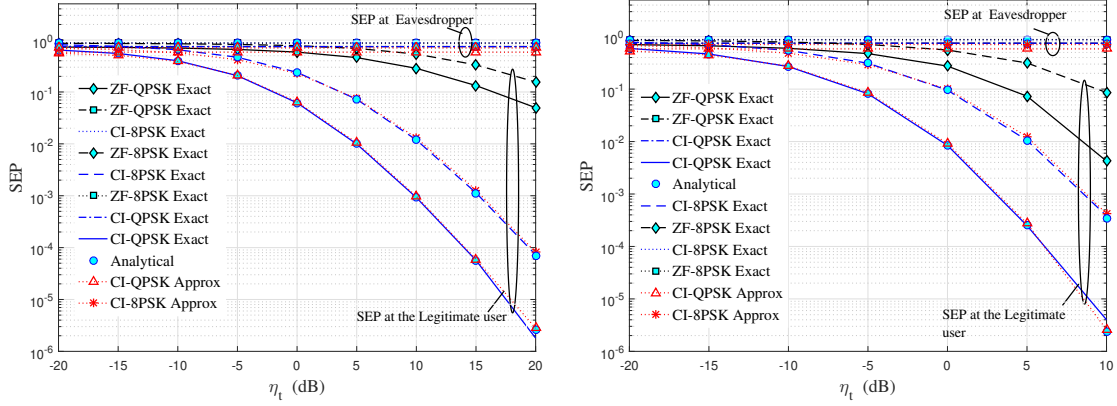 SEP at Eavesdropper
10^0
10^-1
10^-2
10^-3
10^-4
10^-5
10^-6
SEP
ZF-QPSK Exact
ZF-QPSK Exact
CI-8PSK Exact
ZF-8PSK Exact
CI-8PSK Exact
ZF-8PSK Exact
CI-QPSK Exact
CI-QPSK Exact
Analytical
CI-QPSK Approx
CI-8PSK Approx
SEP at the Legitimate user
-20 -15 -10 -5 0 5 10 15 20
η_t (dB)
SEP at Eavesdropper
10^0
10^-1
10^-2
10^-3
10^-4
10^-5
10^-6
SEP
ZF-QPSK Exact
ZF-QPSK Exact
CI-QPSK Exact
CI-QPSK Exact
Analytical
CI-8PSK Exact
ZF-8PSK Exact
CI-8PSK Exact
ZF-8PSK Exact
CI-QPSK Approx
CI-8PSK Approx
SEP at the Legitimate
user
-20 -15 -10 -5 0 5 10
η_t (dB)